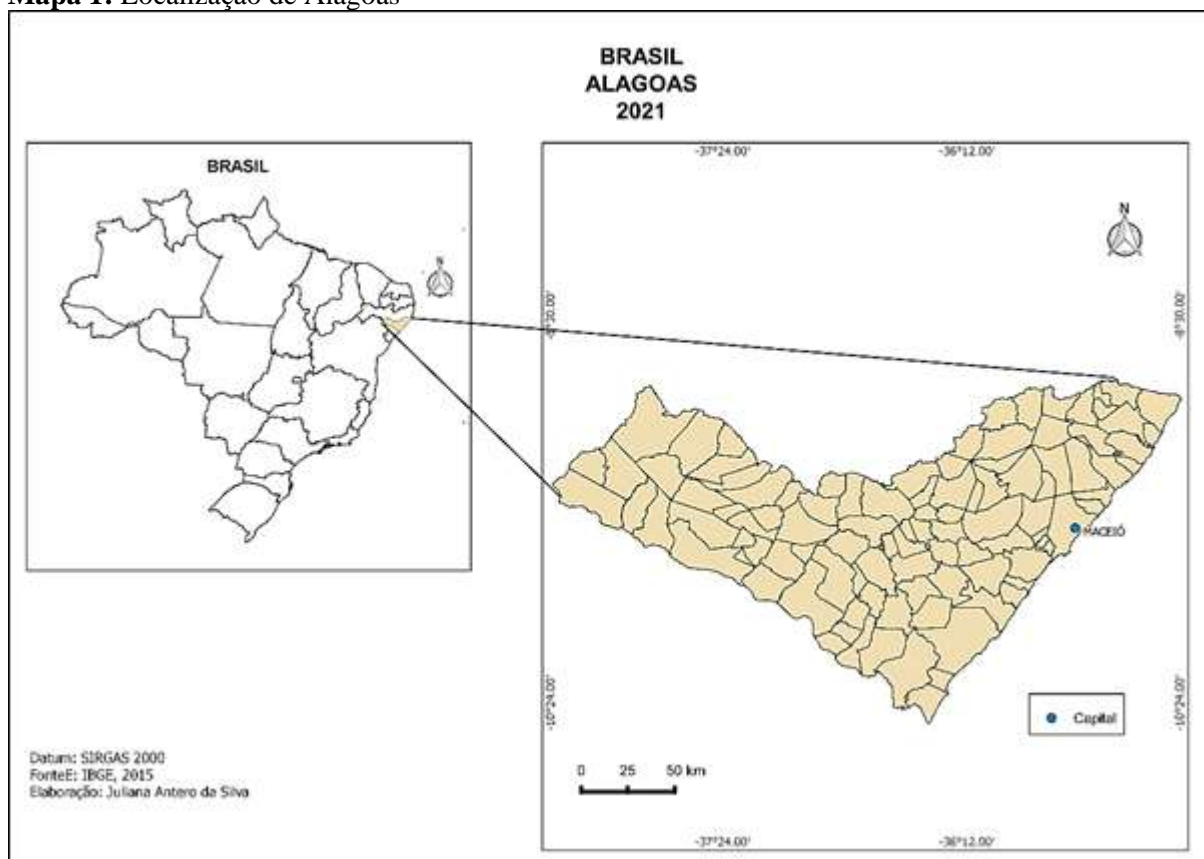 Mapa 1: Localização de Alagoas
BRASIL
ALAGOAS
2021
BRASIL
N
-37°24.00'
-36°12.00'
N
-8°30.00'
-8°30.00'
MACEIÓ
-10°24.00'
-10°24.00'
Capital
0 25 50 km
Datum: SIRGAS 2000
FonteE: IBGE, 2015
Elaboração: Juliana Antero da Silva
-37°24.00'
-36°12.00'